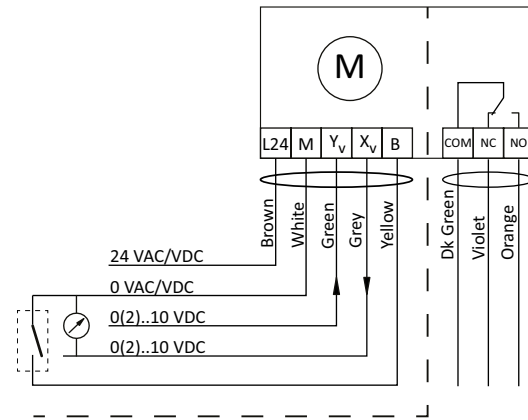 M
L24 M Yv Xv B COM NC NO
Brown
White
Green
Grey
Yellow
Dk Green
Violet
Orange
24 VAC/VDC
0 VAC/VDC
0(2)..10 VDC
0(2)..10 VDC